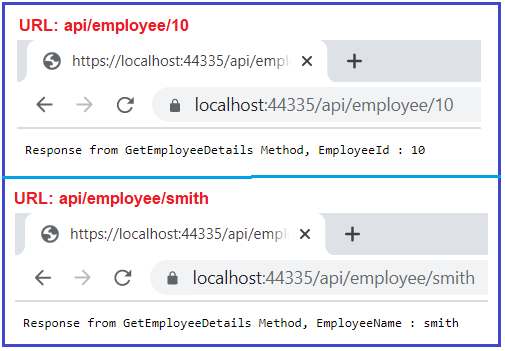 URL: api/employee/10
https://localhost:44335/api/empl
localhost:44335/api/employee/10
Response from GetEmployeeDetails Method, EmployeeId : 10
URL: api/employee/smith
https://localhost:44335/api/empl
localhost:44335/api/employee/smith
Response from GetEmployeeDetails Method, EmployeeName : smith